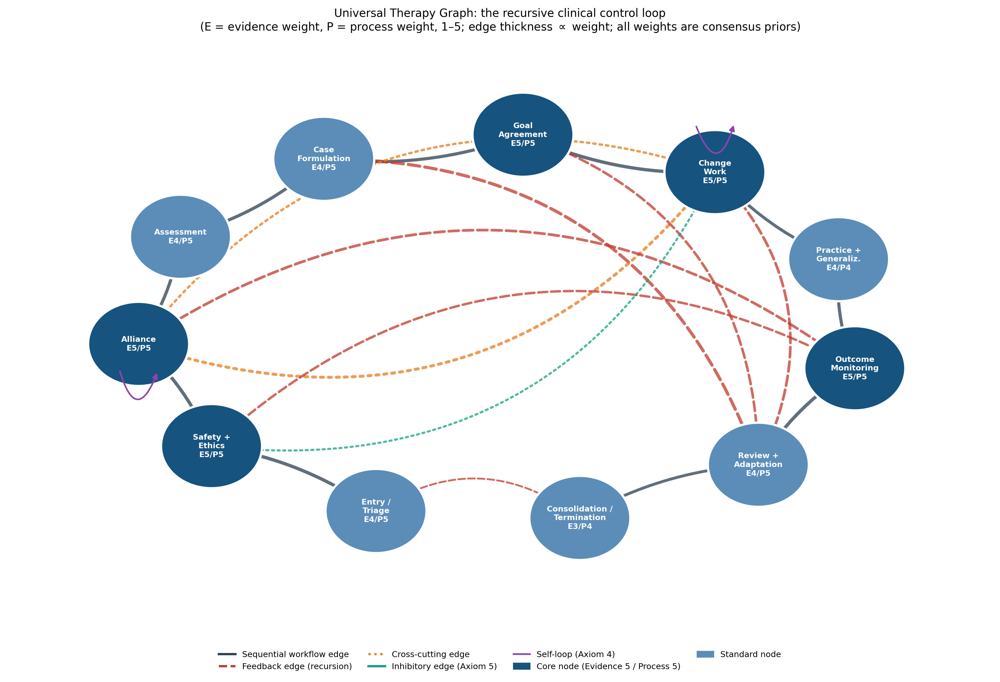 Universal Therapy Graph: the recursive clinical control loop
(E = evidence weight, P = process weight, 1–5; edge thickness ∝ weight; all weights are consensus priors)
Goal
Agreement
E5/P5
Case
Formulation
E4/P5
Change
Work
E5/P5
Assessment
E4/P5
Practice +
Generaliz.
E4/P4
Alliance
E5/P5
Outcome
Monitoring
E5/P5
Safety +
Ethics
E5/P5
Review +
Adaptation
E4/P5
Entry /
Triage
E4/P5
Consolidation /
Termination
E3/P4
Sequential workflow edge
Feedback edge (recursion)
Cross-cutting edge
Inhibitory edge (Axiom 5)
Self-loop (Axiom 4)
Core node (Evidence 5 / Process 5)
Standard node